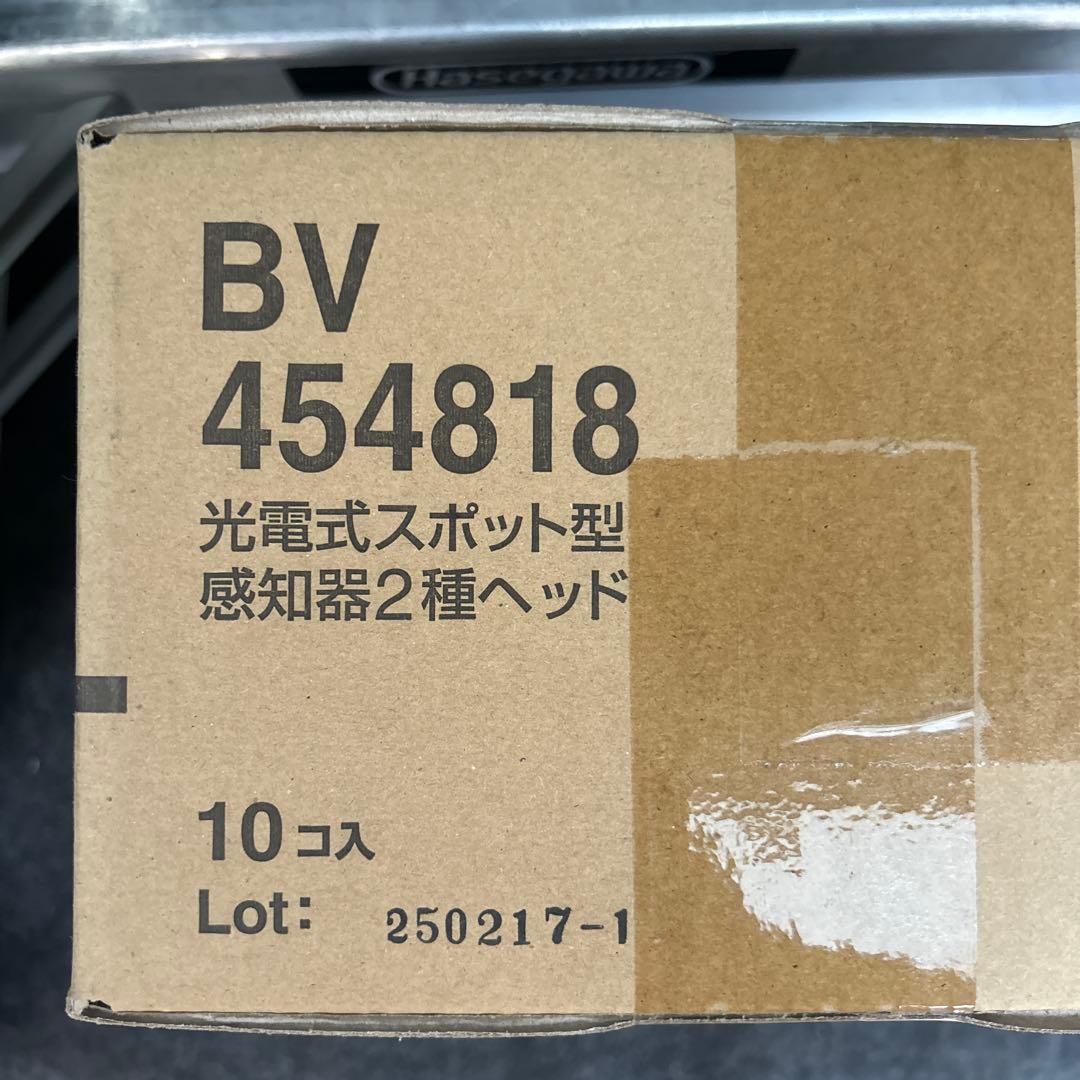 Hasegawa
BV
454818
光電式スポット型
感知器2種ヘッド
10コ入
Lot: 250217-1